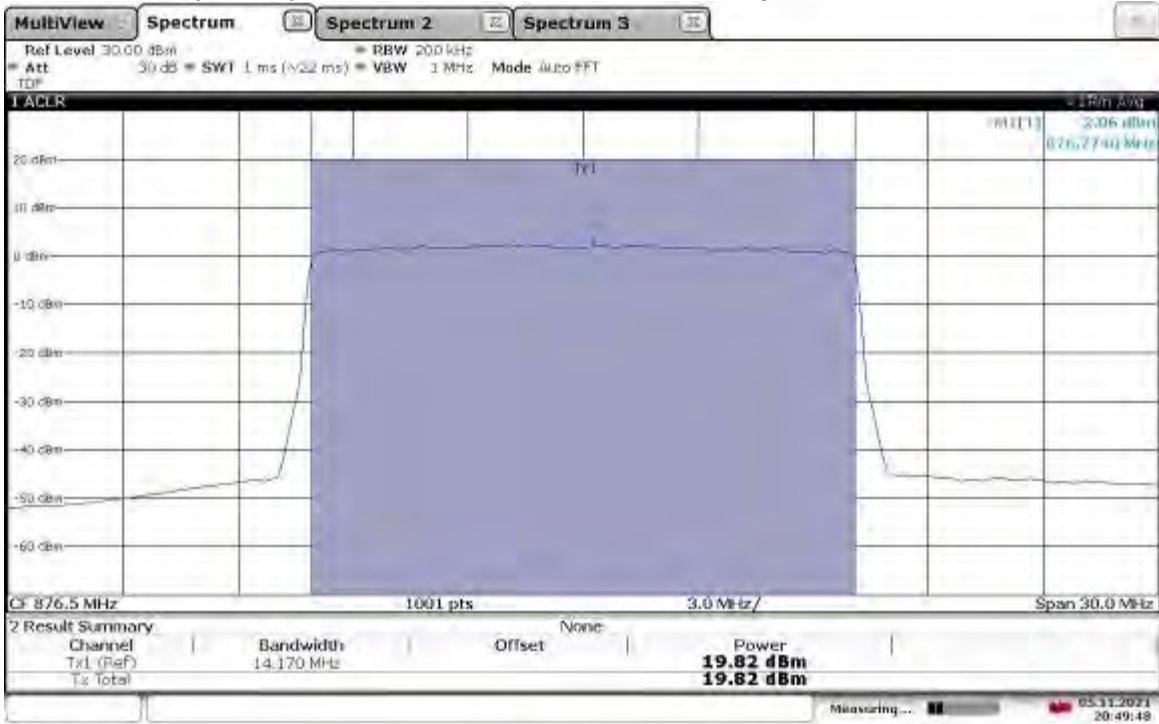 MultiView Spectrum Spectrum 2 Spectrum 3
Ref Level 30.00 dBm RBW 200 kHz
Att 30 dB SWT 1 ms (~22 ms) VBW 1 MHz Mode Auto FFT
TDF
1 ACLR 1Rm Avg
M1[1] 2.06 dBm
876.7740 MHz
20 dBm
Tx1
10 dBm
0 dBm
-10 dBm
-20 dBm
-30 dBm
-40 dBm
-50 dBm
-60 dBm
CF 876.5 MHz 1001 pts 3.0 MHz/ Span 30.0 MHz
2 Result Summary None
Channel Bandwidth Offset Power
Tx1 (Ref) 14.170 MHz 19.82 dBm
Tx Total 19.82 dBm
Measuring... 05.11.2021
20:49:48